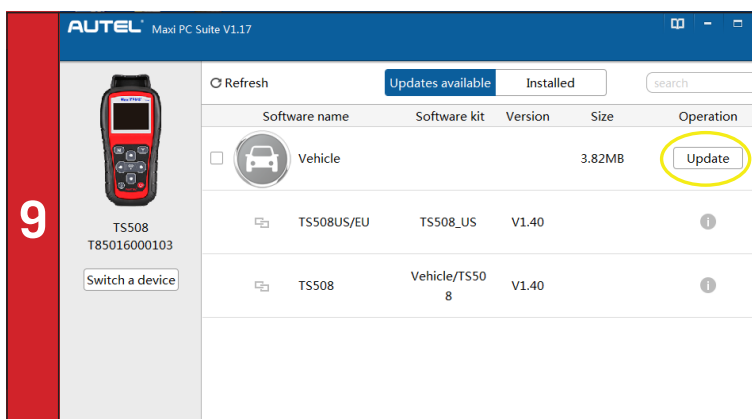 AUTEL Maxi PC Suite V1.17
Refresh Updates available Installed search
Software name Software kit Version Size Operation
Vehicle 3.82MB Update
9
TS508
T85016000103
Switch a device
TS508US/EU TS508_US V1.40
TS508 Vehicle/TS50
8 V1.40